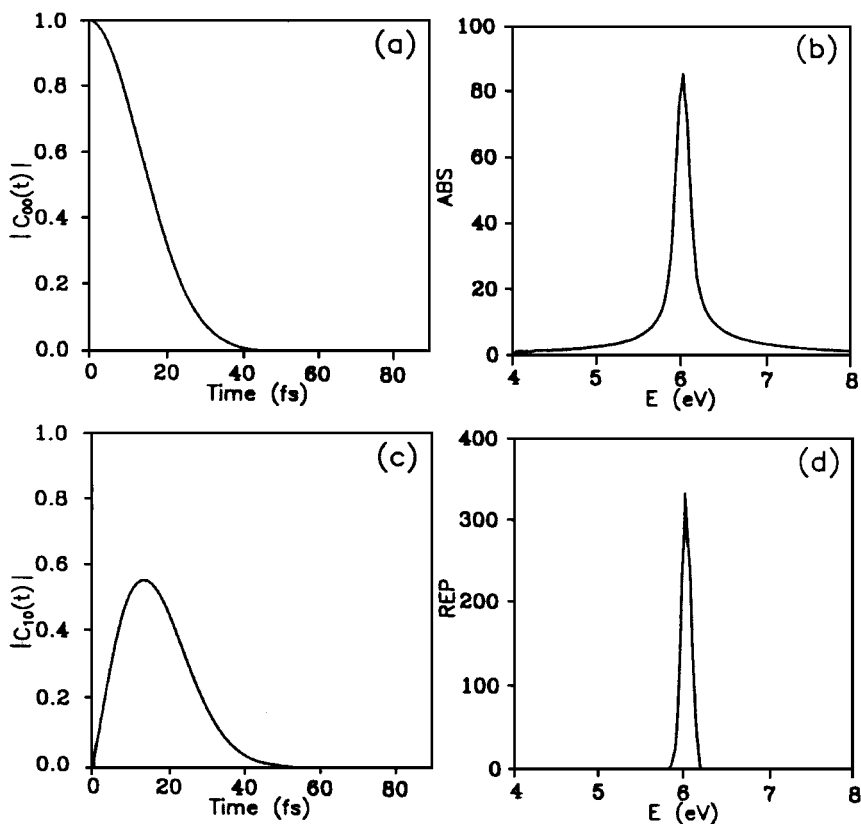 (a)
1.0
0.8
0.6
0.4
0.2
0.0
|C₀₀(t)|
0 20 40 60 80
Time (fs)
(b)
100
80
60
40
20
0
ABS
4 5 6 7 8
E (eV)
(c)
1.0
0.8
0.6
0.4
0.2
0.0
|C₁₀(t)|
0 20 40 60 80
Time (fs)
(d)
400
300
200
100
0
REP
4 5 6 7 8
E (eV)